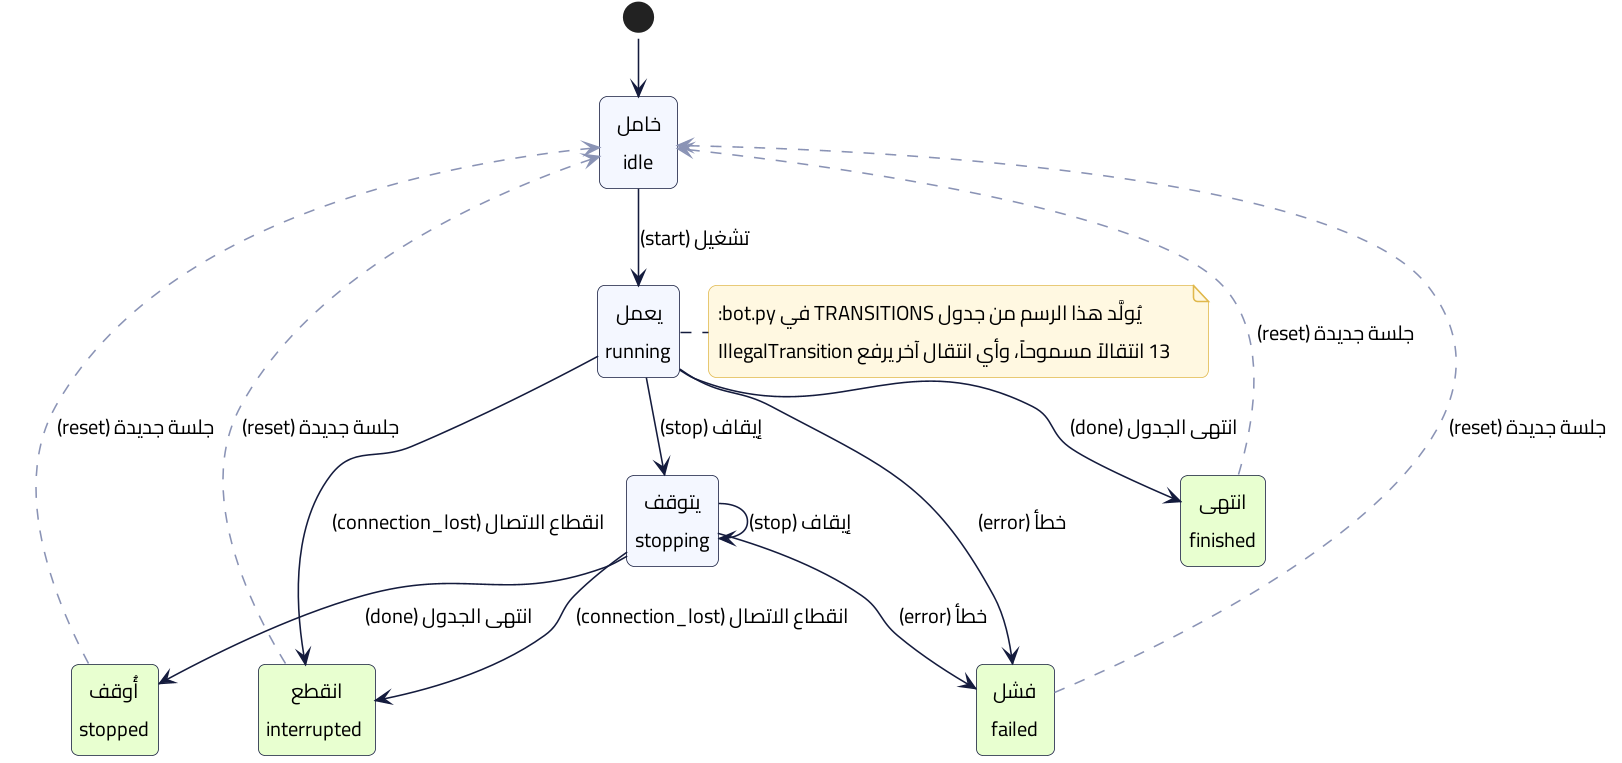 خامل
idle
تشغيل (start)
يعمل
running
يُولَّد هذا الرسم من جدول TRANSITIONS في bot.py:
13 انتقالاً مسموحاً، وأي انتقال آخر يرفع IllegalTransition
جلسة جديدة (reset)
جلسة جديدة (reset)
جلسة جديدة (reset)
إيقاف (stop)
انتهى الجدول (done)
جلسة جديدة (reset)
يتوقف
stopping
انتهى
finished
انقطاع الاتصال (connection_lost)
إيقاف (stop)
خطأ (error)
انتهى الجدول (done)
انقطاع الاتصال (connection_lost)
خطأ (error)
أُوقف
stopped
انقطع
interrupted
فشل
failed